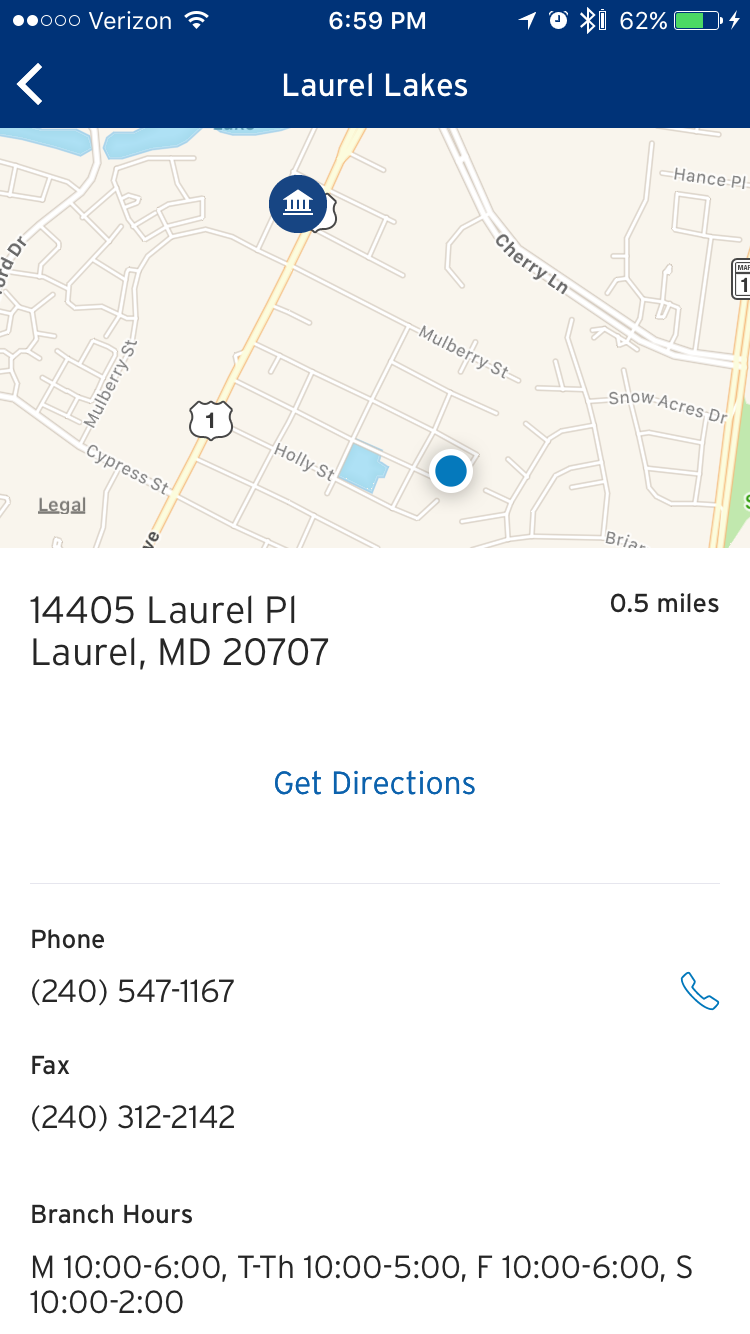 Verizon 6:59 PM 62%
Laurel Lakes
Lake
Hance Pl
Cherry Ln
MAR
1
Mulberry St
Mulberry St
Snow Acres Dr
1
Holly St
Cypress St
Legal
14405 Laurel Pl
Laurel, MD 20707
0.5 miles
Get Directions
Phone
(240) 547-1167
Fax
(240) 312-2142
Branch Hours
M 10:00-6:00, T-Th 10:00-5:00, F 10:00-6:00, S
10:00-2:00